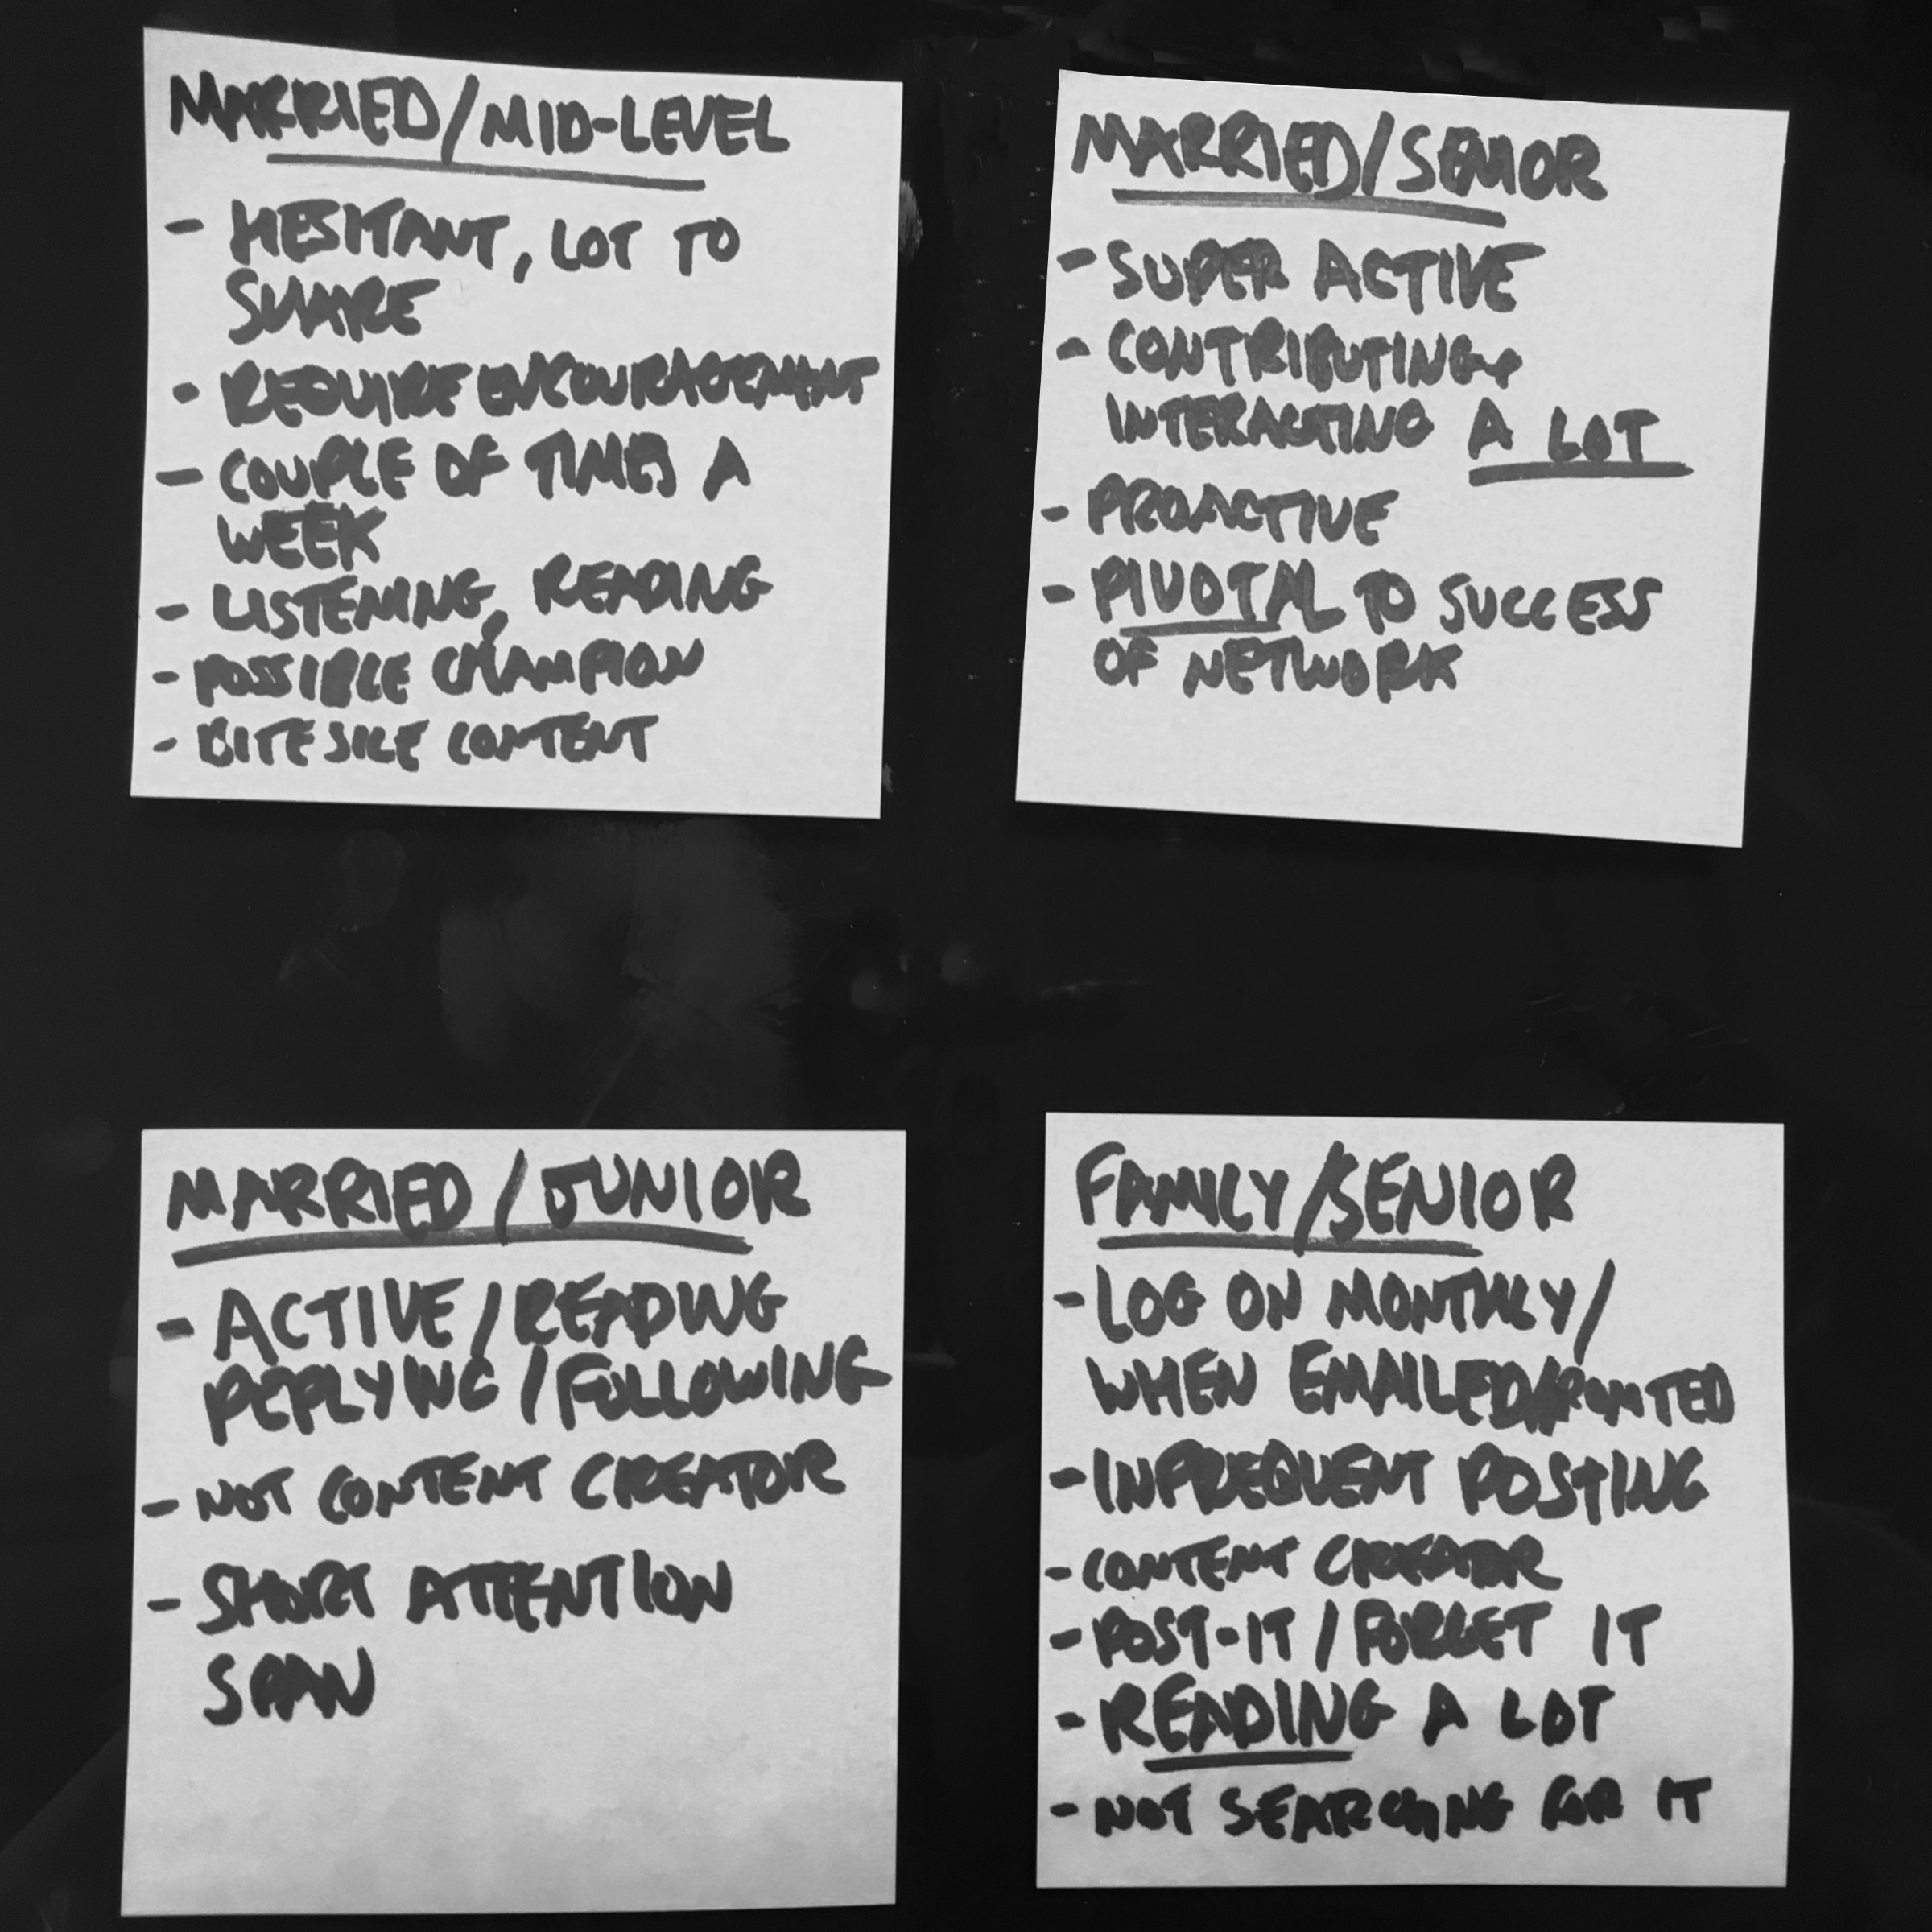 MARRIED/MID-LEVEL
- HESITANT, LOT TO
SHARE
- REQUIRE ENCOURAGEMENT
- COUPLE OF TIMES A
WEEK
- LISTENING, READING
- POSSIBLE CHAMPION
- BITE SIZE CONTENT
MARRIED/SENIOR
- SUPER ACTIVE
- CONTRIBUTING +
INTERACTING A LOT
- PROACTIVE
- PIVOTAL TO SUCCESS
OF NETWORK
MARRIED/JUNIOR
- ACTIVE/READING
REPLYING/FOLLOWING
- NOT CONTENT CREATOR
- SHORT ATTENTION
SPAN
FAMILY/SENIOR
- LOG ON MONTHLY/
WHEN EMAILED/
- INFREQUENT POSTING
- CONTENT CREATOR
- POST-IT/FORGET IT
- READING A LOT
- NOT SEARCHING FOR IT